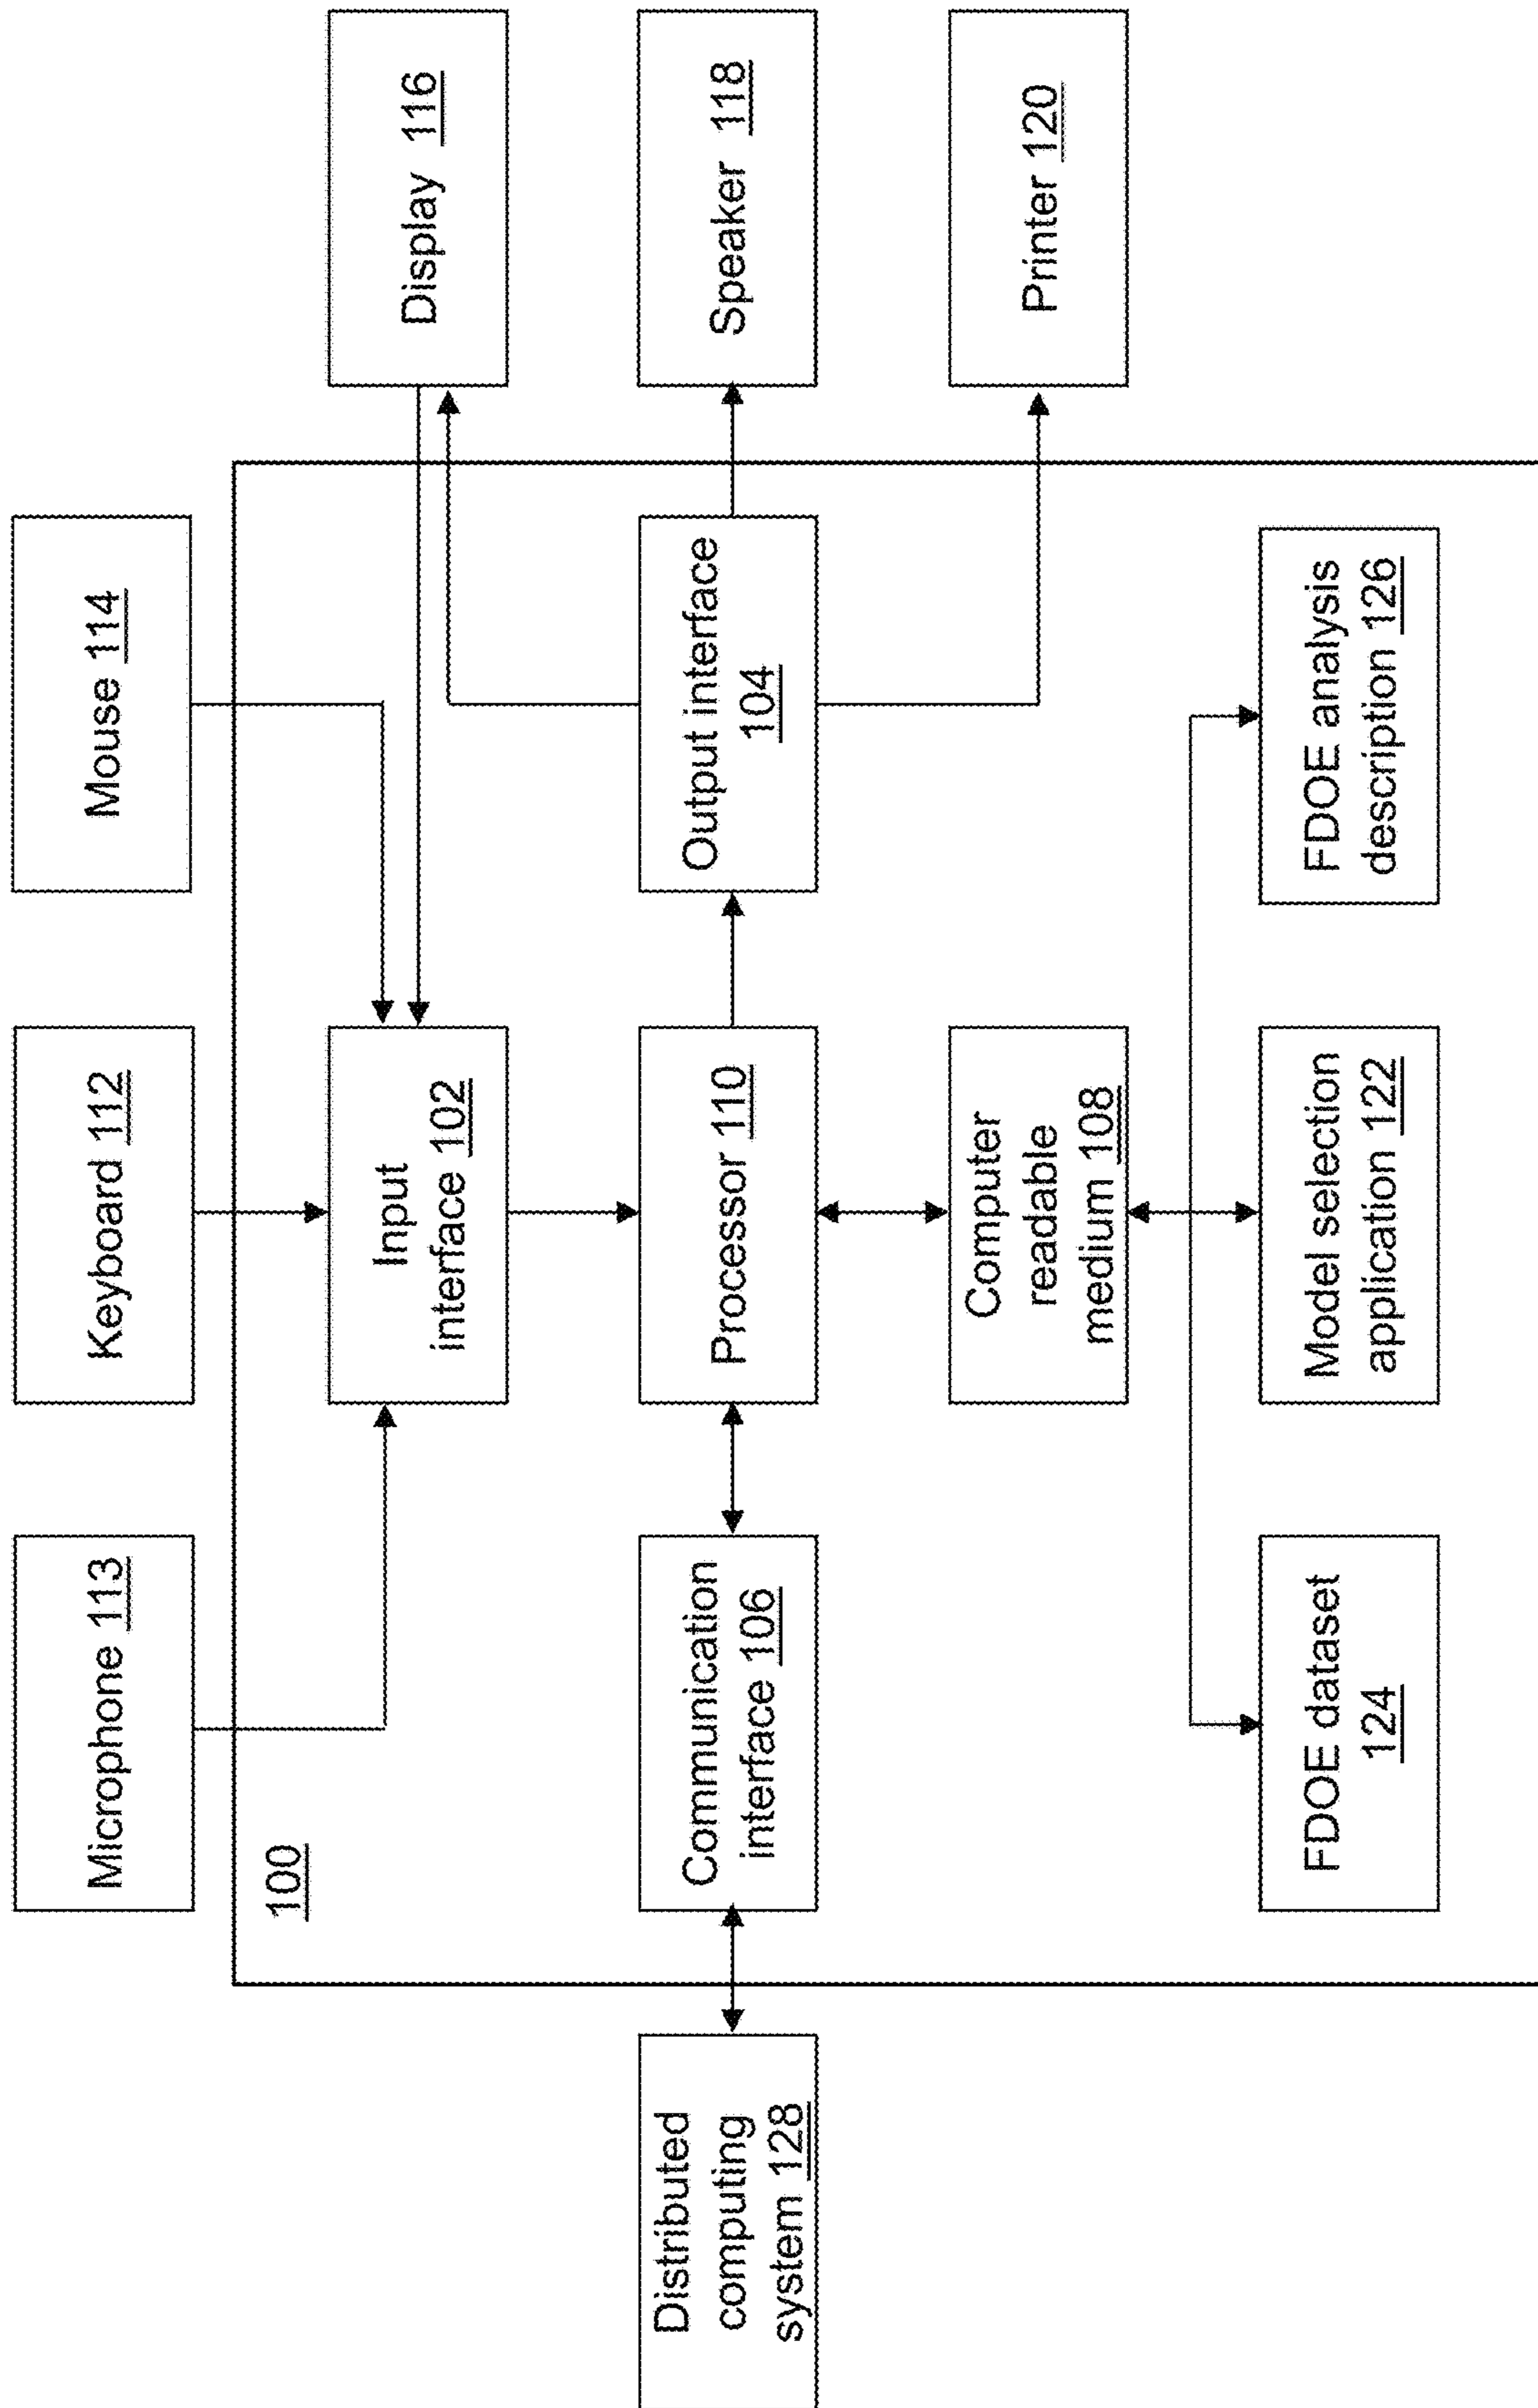 Microphone 113
Keyboard 112
Mouse 114
100
Input
interface 102
Display 116
Distributed
computing
system 128
Communication
interface 106
Processor 110
Output interface
104
Speaker 118
Computer
readable
medium 108
Printer 120
FDOE dataset
124
Model selection
application 122
FDOE analysis
description 126